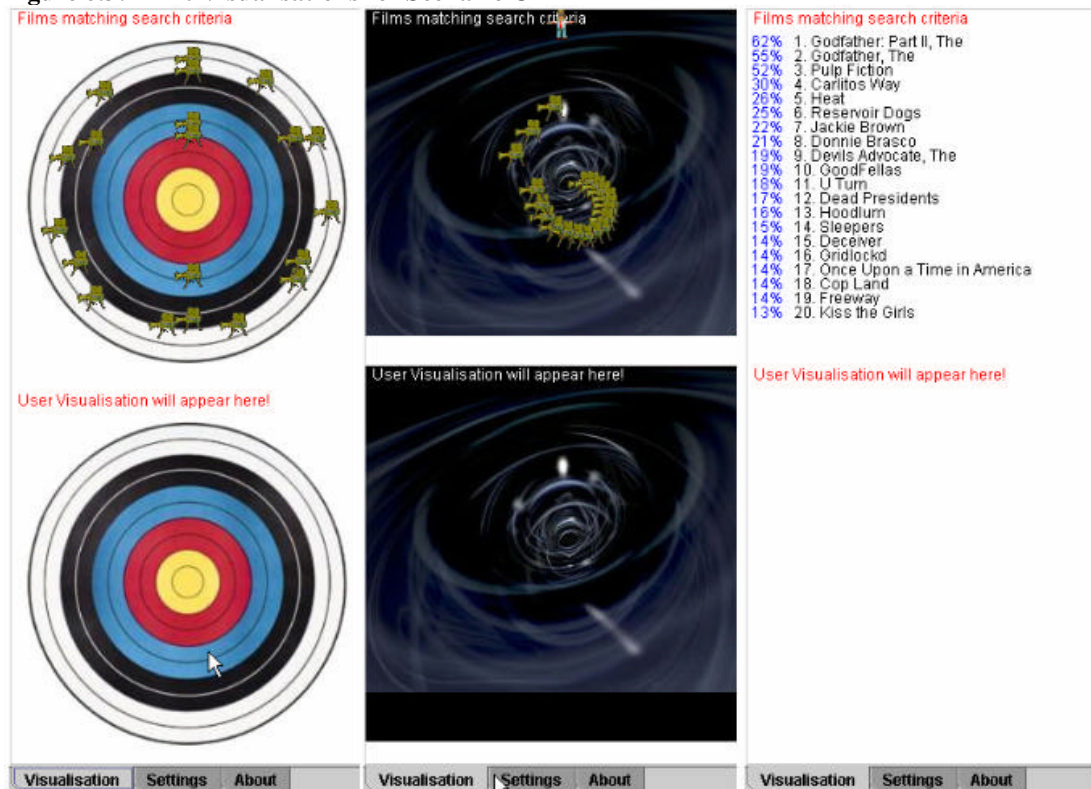 Films matching search criteria
User Visualisation will appear here!
Visualisation Settings About
Films matching search criteria
User Visualisation will appear here!
Visualisation Settings About
Films matching search criteria
62% 1. Godfather: Part II, The
55% 2. Godfather, The
52% 3. Pulp Fiction
30% 4. Carlitos Way
26% 5. Heat
25% 6. Reservoir Dogs
22% 7. Jackie Brown
21% 8. Donnie Brasco
19% 9. Devils Advocate, The
19% 10. GoodFellas
18% 11. U Turn
17% 12. Dead Presidents
16% 13. Hoodlum
15% 14. Sleepers
14% 15. Deceiver
14% 16. Gridlockd
14% 17. Once Upon a Time in America
14% 18. Cop Land
14% 19. Freeway
13% 20. Kiss the Girls
User Visualisation will appear here!
Visualisation Settings About